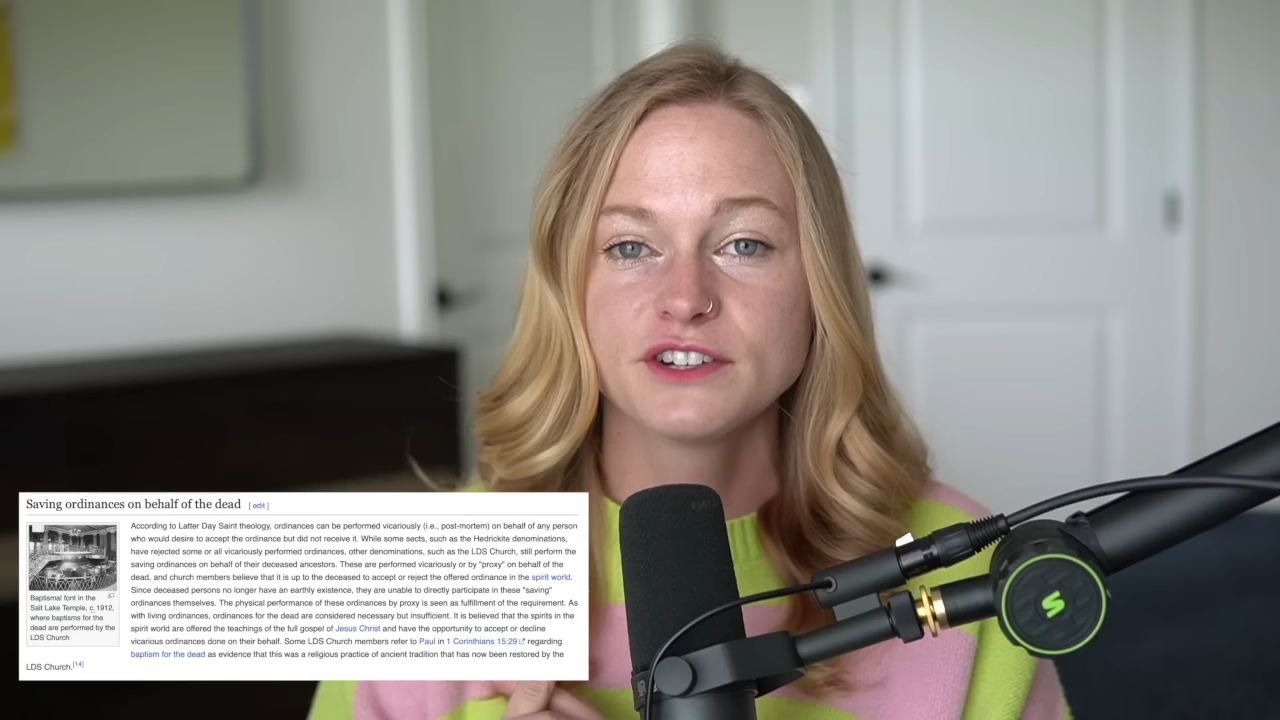 Saving ordinances on behalf of the dead [ edit ]
According to Latter Day Saint theology, ordinances can be performed vicariously (i.e., post-mortem) on behalf of any person
who would desire to accept the ordinance but did not receive it. While some sects, such as the Hedrickite denominations,
have rejected some or all vicariously performed ordinances, other denominations, such as the LDS Church, still perform the
saving ordinances on behalf of their deceased ancestors. These are performed vicariously or by "proxy" on behalf of the
dead, and church members believe that it is up to the deceased to accept or reject the offered ordinance in the spirit world.
Since deceased persons no longer have an earthly existence, they are unable to directly participate in these "saving"
ordinances themselves. The physical performance of these ordinances by proxy is seen as fulfillment of the requirement. As
with living ordinances, ordinances for the dead are considered necessary but insufficient. It is believed that the spirits in the
spirit world are offered the teachings of the full gospel of Jesus Christ and have the opportunity to accept or decline
vicarious ordinances done on their behalf. Some LDS Church members refer to Paul in 1 Corinthians 15:29 regarding
baptism for the dead as evidence that this was a religious practice of ancient tradition that has now been restored by the
LDS Church.[14]
Baptismal font in the
Salt Lake Temple, c. 1912,
where baptisms for the
dead are performed by the
LDS Church